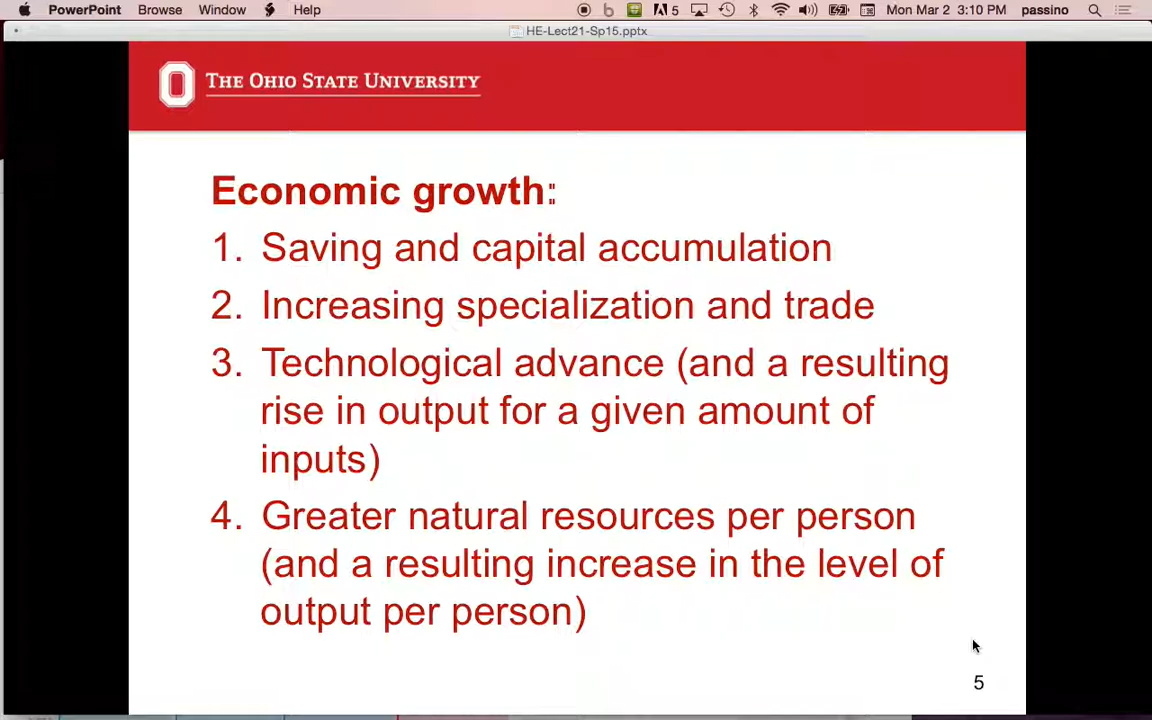 PowerPoint Browse Window Help 5 Mon Mar 2 3:10 PM passino
HE-Lect21-Sp15.pptx
THE OHIO STATE UNIVERSITY
Economic growth:
1. Saving and capital accumulation
2. Increasing specialization and trade
3. Technological advance (and a resulting
rise in output for a given amount of
inputs)
4. Greater natural resources per person
(and a resulting increase in the level of
output per person)
5